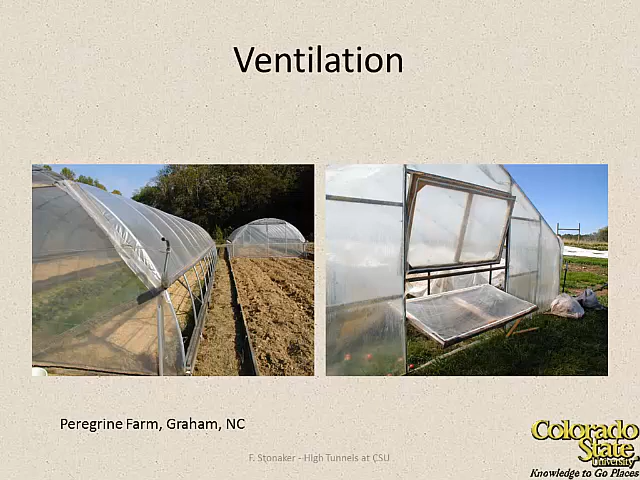 Ventilation
Peregrine Farm, Graham, NC
F. Stonaker - High Tunnels at CSU
Colorado
State
University
Knowledge to Go Places